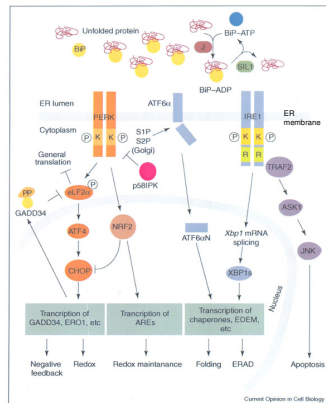 Unfolded protein
BiP
BiP–ATP
J
SIL1
BiP–ADP
ER lumen
PERK
ATF6α
IRE1
ER
membrane
Cytoplasm
P K K P
S1P
S2P
(Golgi)
P K K P
R R
General
translation
P
p58IPK
TRAF2
PP
eLF2α
GADD34
ASK1
ATF4
NRF2
ATF6αN
Xbp1 mRNA
splicing
JNK
CHOP
XBP1s
Nucleus
Trancription of
GADD34, ERO1, etc
Trancription of
AREs
Transcription of
chaperones, EDEM,
etc
Negative
feedback
Redox
Redox maintanance
Folding
ERAD
Apoptosis
Current Opinion in Cell Biology